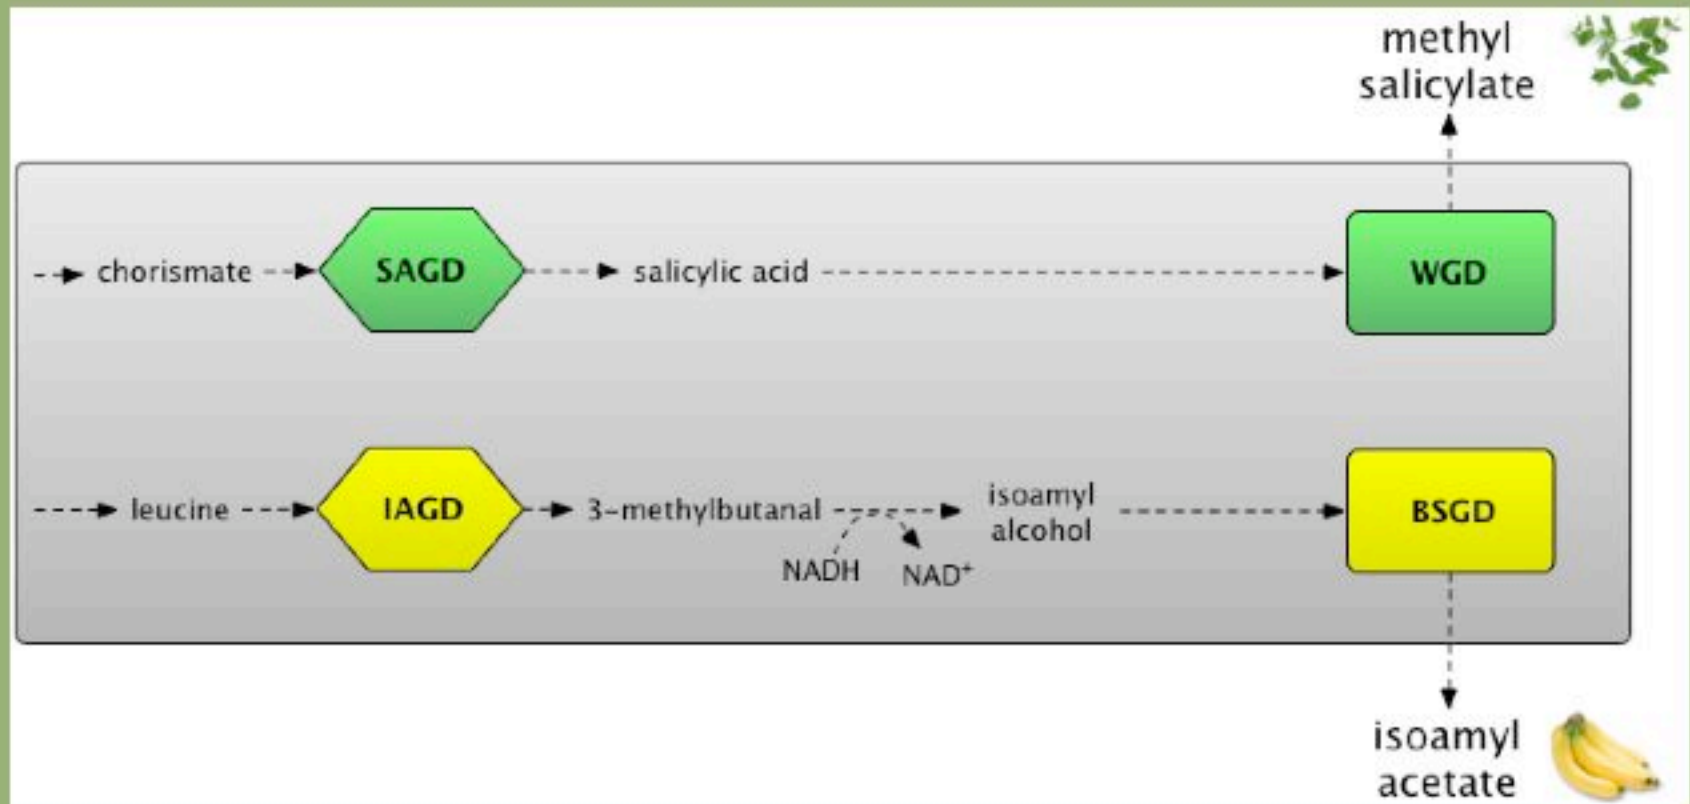 methyl
salicylate
chorismate
SAGD
salicylic acid
WGD
leucine
IAGD
3-methylbutanal
NADH
NAD⁺
isoamyl
alcohol
BSGD
isoamyl
acetate